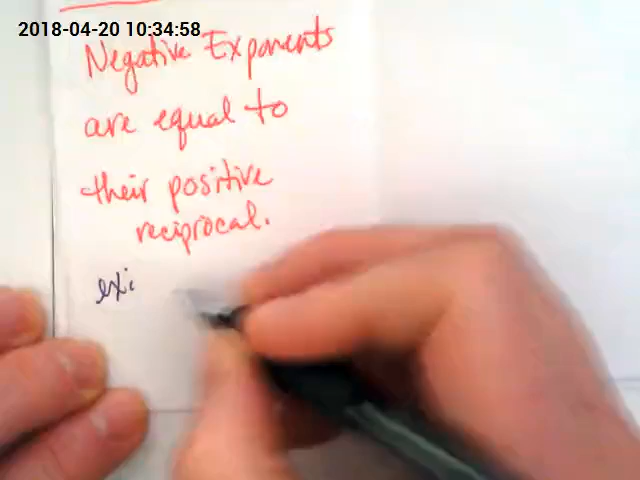 2018-04-20 10:34:58
Negative Exponents
are equal to
their positive
reciprocal.
ex: